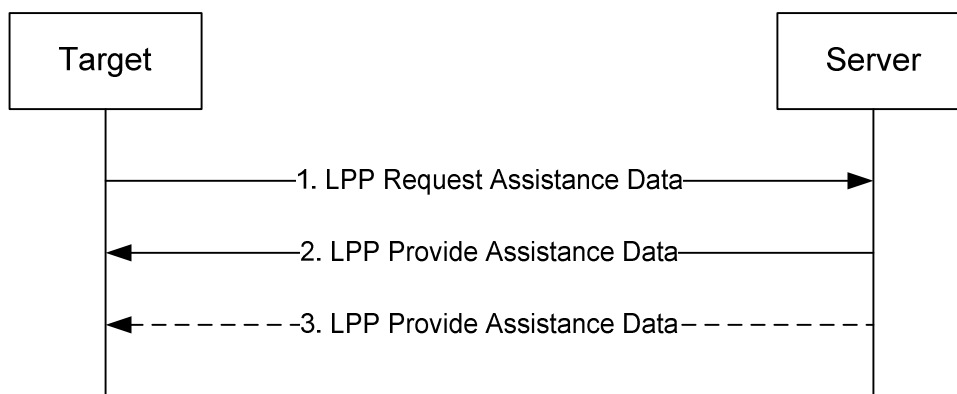 Target
Server
1. LPP Request Assistance Data
2. LPP Provide Assistance Data
3. LPP Provide Assistance Data